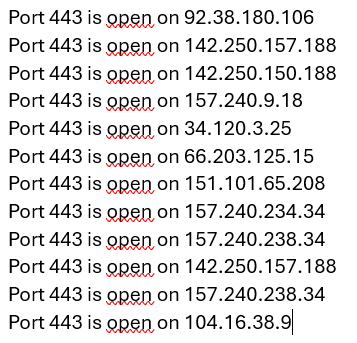 Port 443 is open on 92.38.180.106
Port 443 is open on 142.250.157.188
Port 443 is open on 142.250.150.188
Port 443 is open on 157.240.9.18
Port 443 is open on 34.120.3.25
Port 443 is open on 66.203.125.15
Port 443 is open on 151.101.65.208
Port 443 is open on 157.240.234.34
Port 443 is open on 157.240.238.34
Port 443 is open on 142.250.157.188
Port 443 is open on 157.240.238.34
Port 443 is open on 104.16.38.9